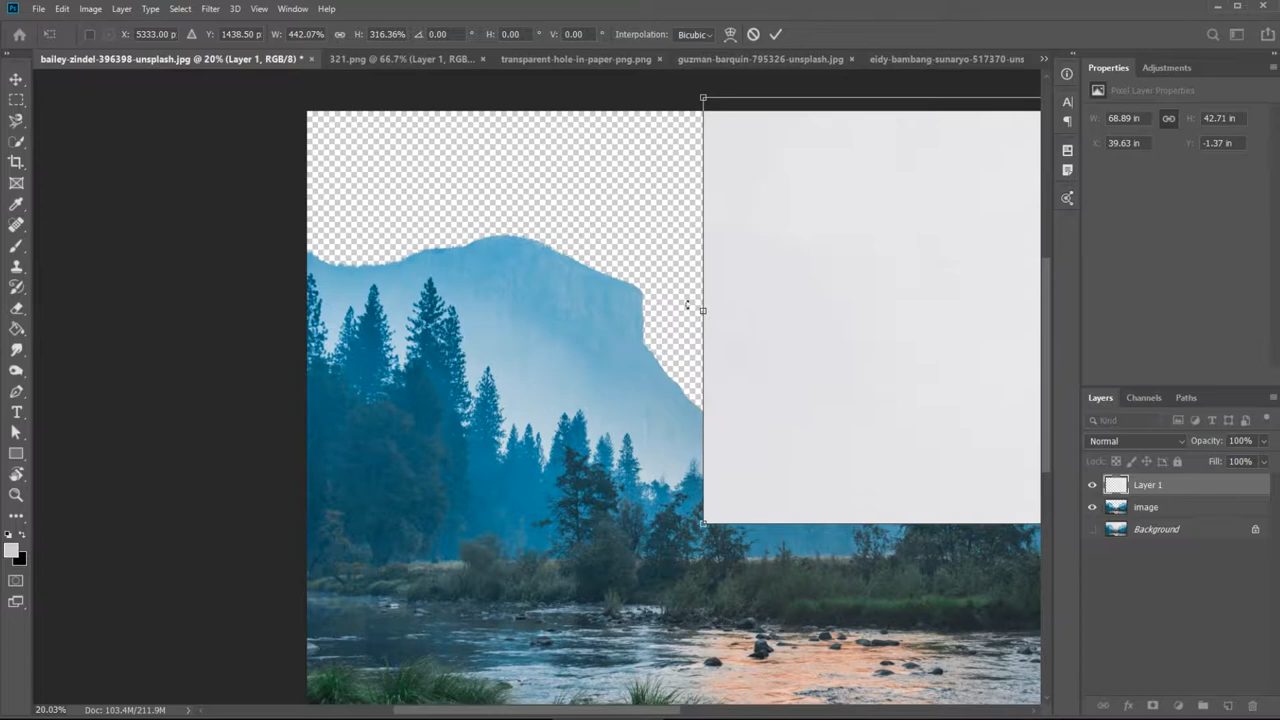 Ps File Edit Image Layer Type Select Filter 3D View Window Help
X: 5333.00 p Y: 1438.50 p W: 442.07% H: 316.36% 0.00 ° H: 0.00 ° V: 0.00 ° Interpolation: Bicubic
bailey-zindel-396398-unsplash.jpg @ 20% (Layer 1, RGB/8) * × 321.png @ 66.7% (Layer 1, RGB... × transparent-hole-in-paper-png.png × guzman-barquin-795326-unsplash.jpg × eidy-bambang-sunaryo-517370-uns
Properties Adjustments
Pixel Layer Properties
W: 68.89 in H: 42.71 in
X: 39.63 in Y: -1.37 in
Layers Channels Paths
Kind
Normal Opacity: 100%
Lock: Fill: 100%
Layer 1
image
Background
20.03% Doc: 103.4M/211.9M